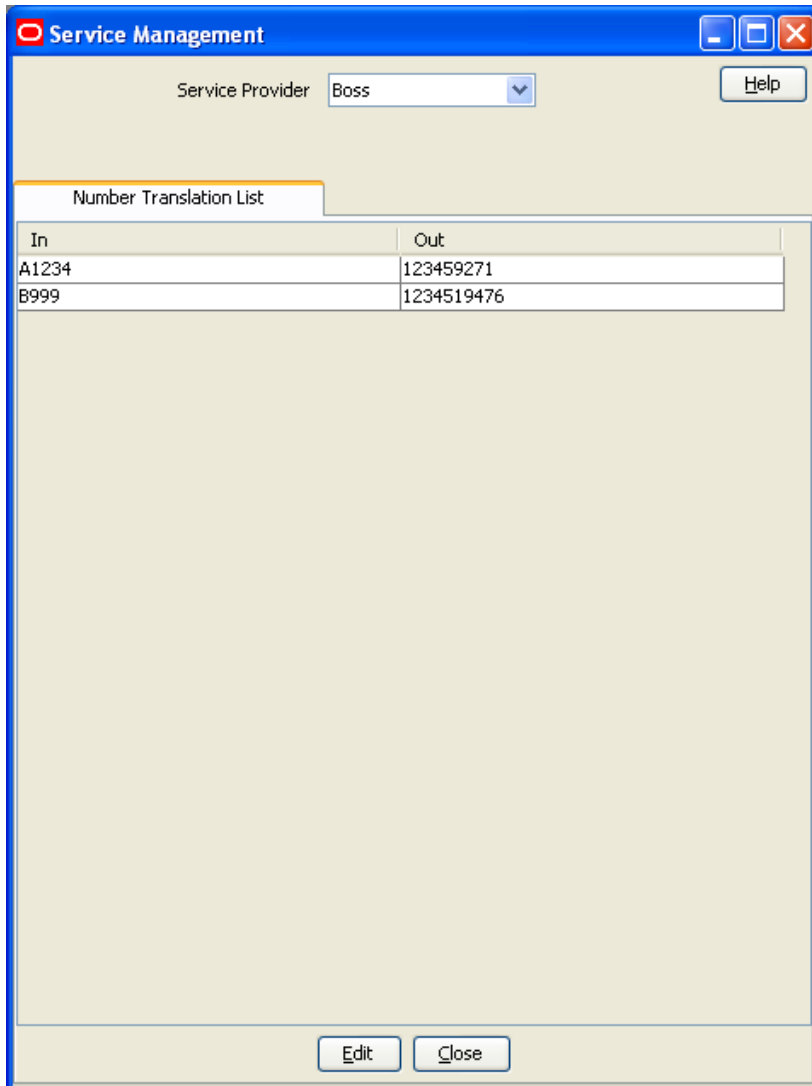 Service Management
Service Provider Boss Help
Number Translation List
In Out
A1234 123459271
B999 1234519476
Edit Close